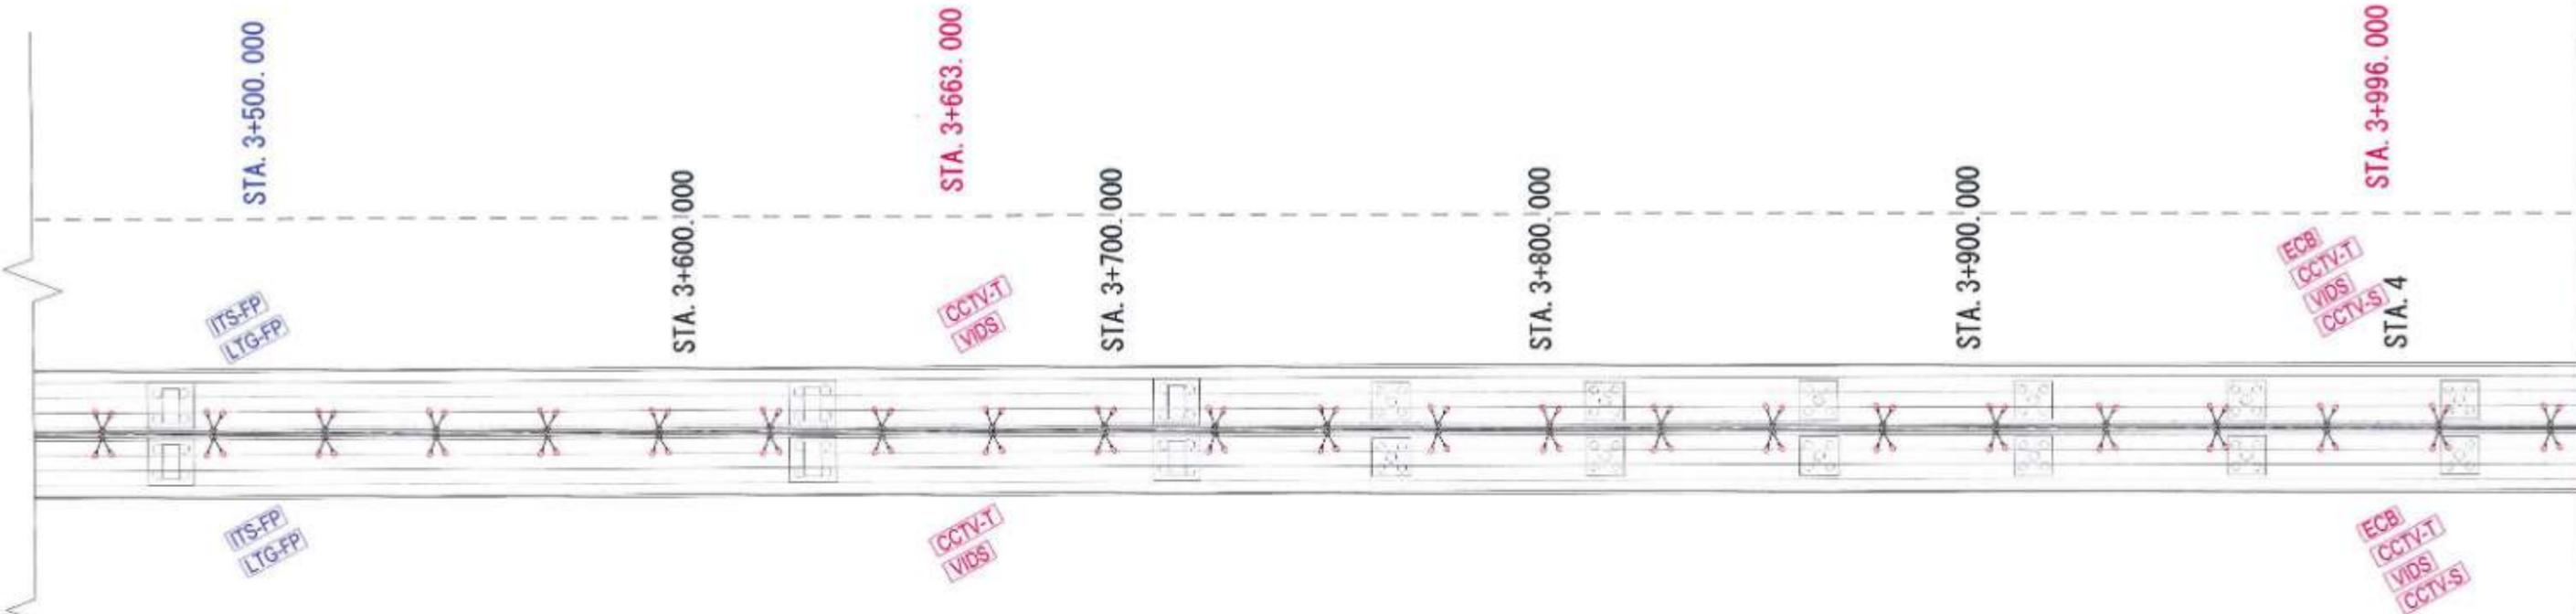 STA. 3+500. 000
STA. 3+663. 000
STA. 3+996. 000
STA. 3+600. 000
STA. 3+700. 000
STA. 3+800. 000
STA. 3+900. 000
STA. 4
ITS-FP
LTG-FP
CCTV-T
VIDS
ECB
CCTV-T
VIDS
CCTV-S
ITS-FP
LTG-FP
CCTV-T
VIDS
ECB
CCTV-T
VIDS
CCTV-S